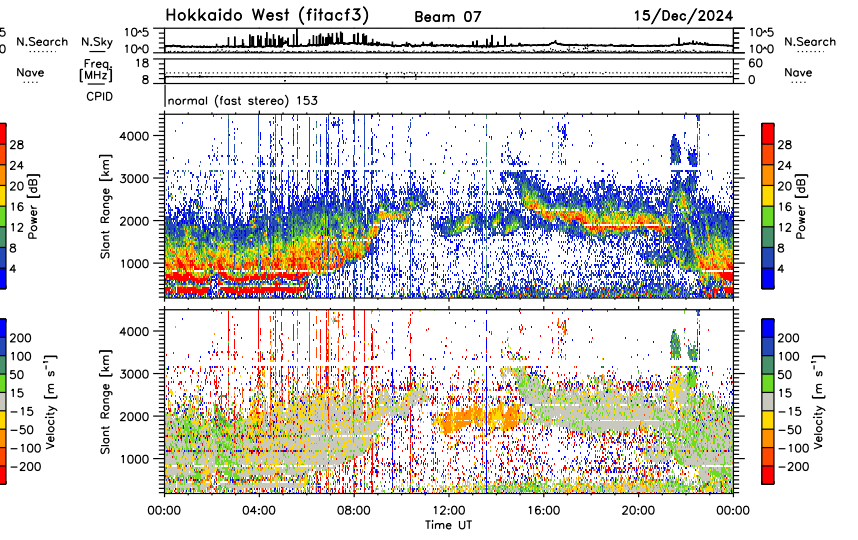 Hokkaido West (fitacf3) Beam 07 15/Dec/2024
5 N.Search N.Sky 10^5 10^5 N.Search
0 10^0 10^0
Nave Freq. [MHz] 18 60 Nave
8 0
CPID normal (fast stereo) 153
4000
28 3000 28
24 24
20 20
16 2000 16
12 12
8 1000 8
4 4
Power [dB] Slant Range [km] Power [dB]
4000
200 200
100 3000 100
50 50
15 15
-15 2000 -15
-50 -50
-100 1000 -100
-200 -200
Velocity [m s⁻¹] Slant Range [km] Velocity [m s⁻¹]
00:00 04:00 08:00 12:00 16:00 20:00 00:00
Time UT